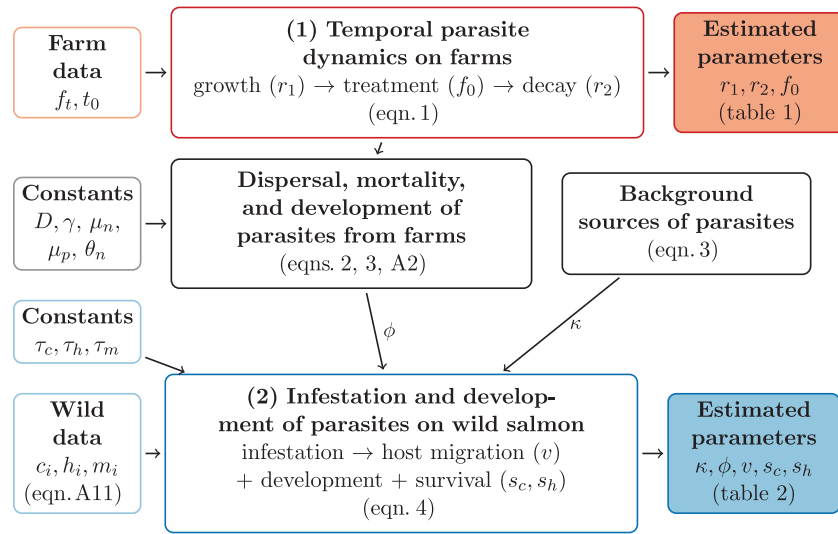 Farm
data
f_t, t_0
(1) Temporal parasite
dynamics on farms
growth (r_1) → treatment (f_0) → decay (r_2)
(eqn. 1)
Estimated
parameters
r_1, r_2, f_0
(table 1)
Constants
D, γ, μ_n,
μ_p, θ_n
Dispersal, mortality,
and development of
parasites from farms
(eqns. 2, 3, A2)
Background
sources of parasites
(eqn. 3)
Constants
τ_c, τ_h, τ_m
ϕ
κ
Wild
data
c_i, h_i, m_i
(eqn. A11)
(2) Infestation and develop-
ment of parasites on wild salmon
infestation → host migration (v)
+ development + survival (s_c, s_h)
(eqn. 4)
Estimated
parameters
κ, ϕ, v, s_c, s_h
(table 2)